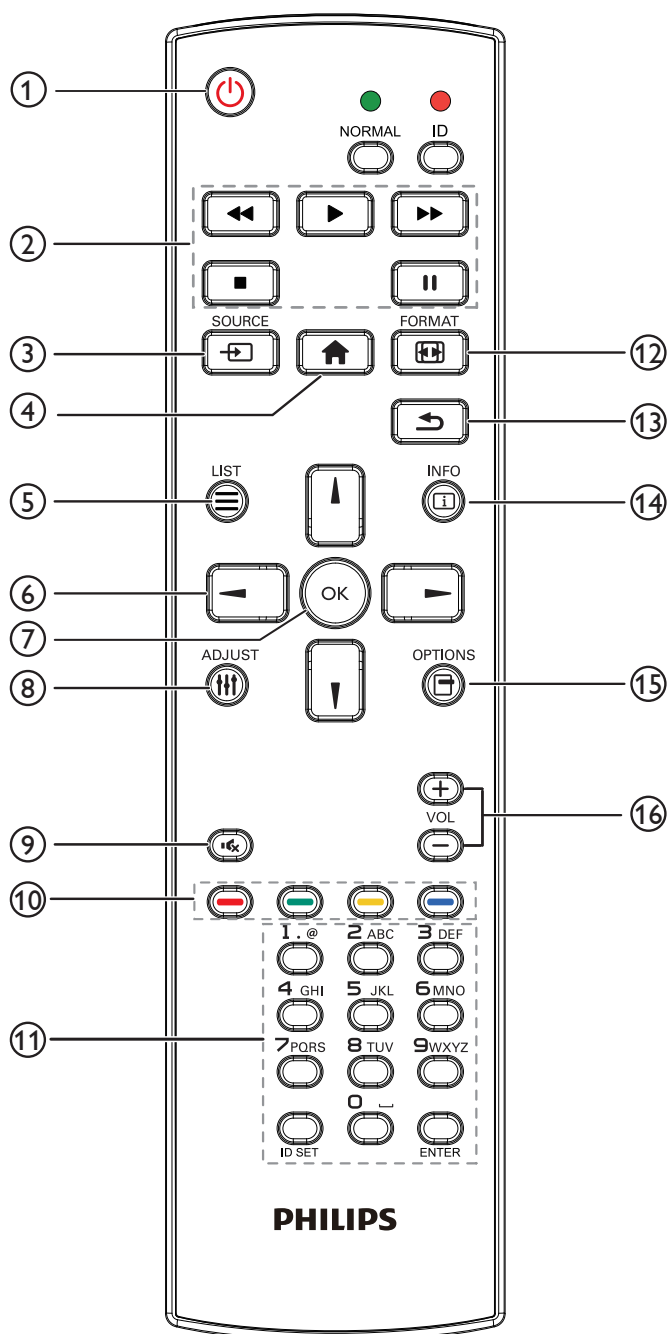 1
NORMAL ID
2
SOURCE FORMAT
3
12
4
13
LIST INFO
5
14
6
OK
7
ADJUST OPTIONS
8
15
VOL
16
9
10
1 . @ 2 ABC 3 DEF
4 GHI 5 JKL 6 MNO
11
7 PQRS 8 TUV 9 WXYZ
0 ⎵
ID SET ENTER
PHILIPS